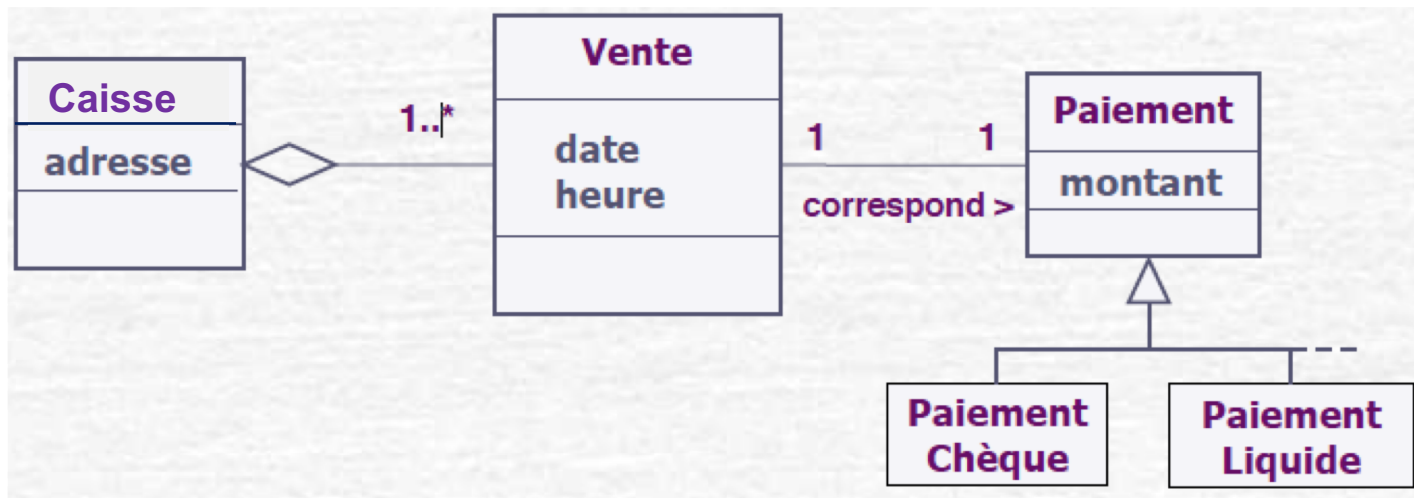 Caisse
adresse
1..*
Vente
date
heure
1
1
correspond >
Paiement
montant
Paiement
Chèque
Paiement
Liquide